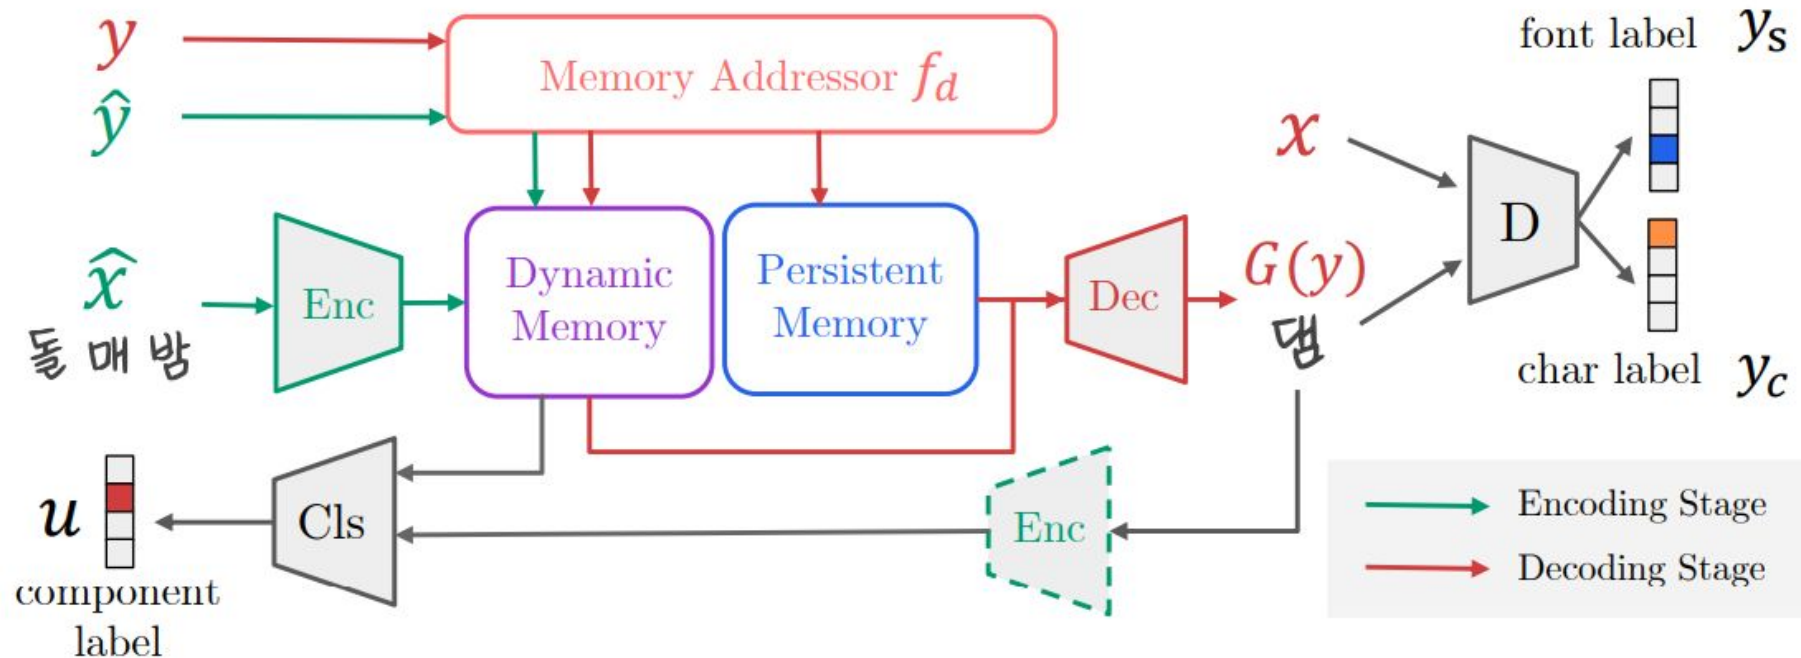 y
ŷ
Memory Addressor f_d
font label y_s
x
D
x̂
돌 매 밤
Enc
Dynamic
Memory
Persistent
Memory
Dec
G(y)
댐
char label y_c
u
component
label
Cls
Enc
Encoding Stage
Decoding Stage